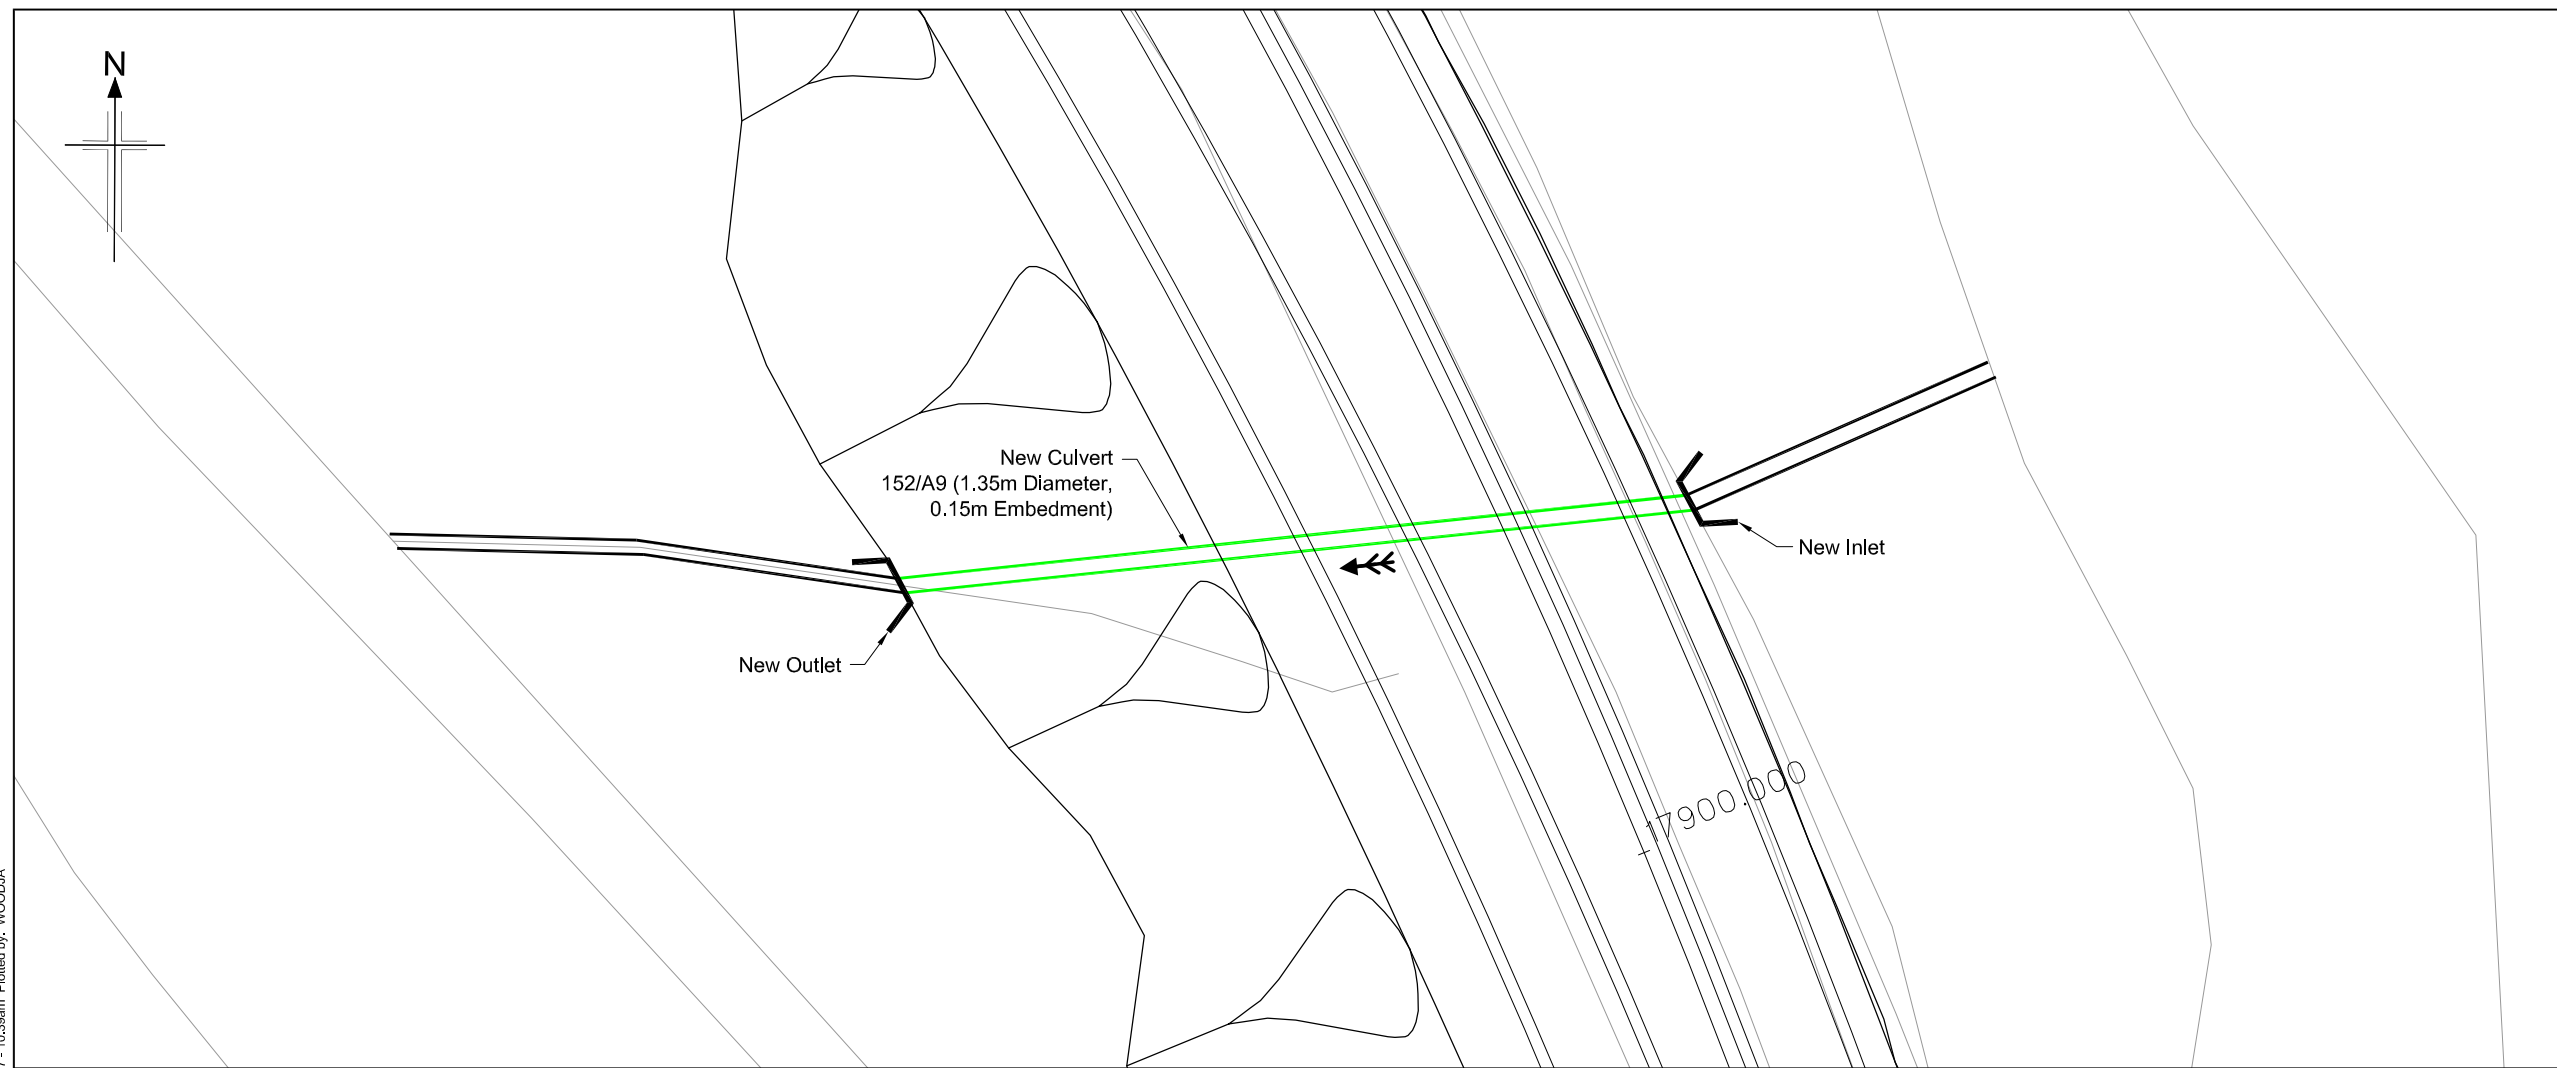 N
New Culvert
152/A9 (1.35m Diameter,
0.15m Embedment)
New Inlet
New Outlet
17900.000
Plotted by: WOODJA